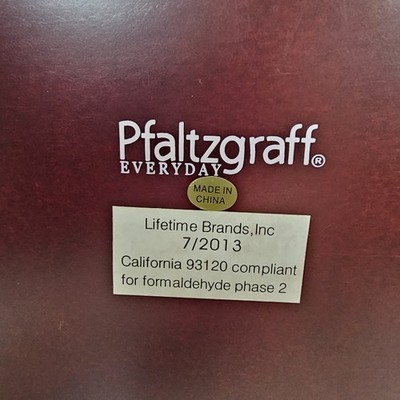 Pfaltzgraff®
EVERYDAY
MADE IN
CHINA
Lifetime Brands,Inc
7/2013
California 93120 compliant
for formaldehyde phase 2